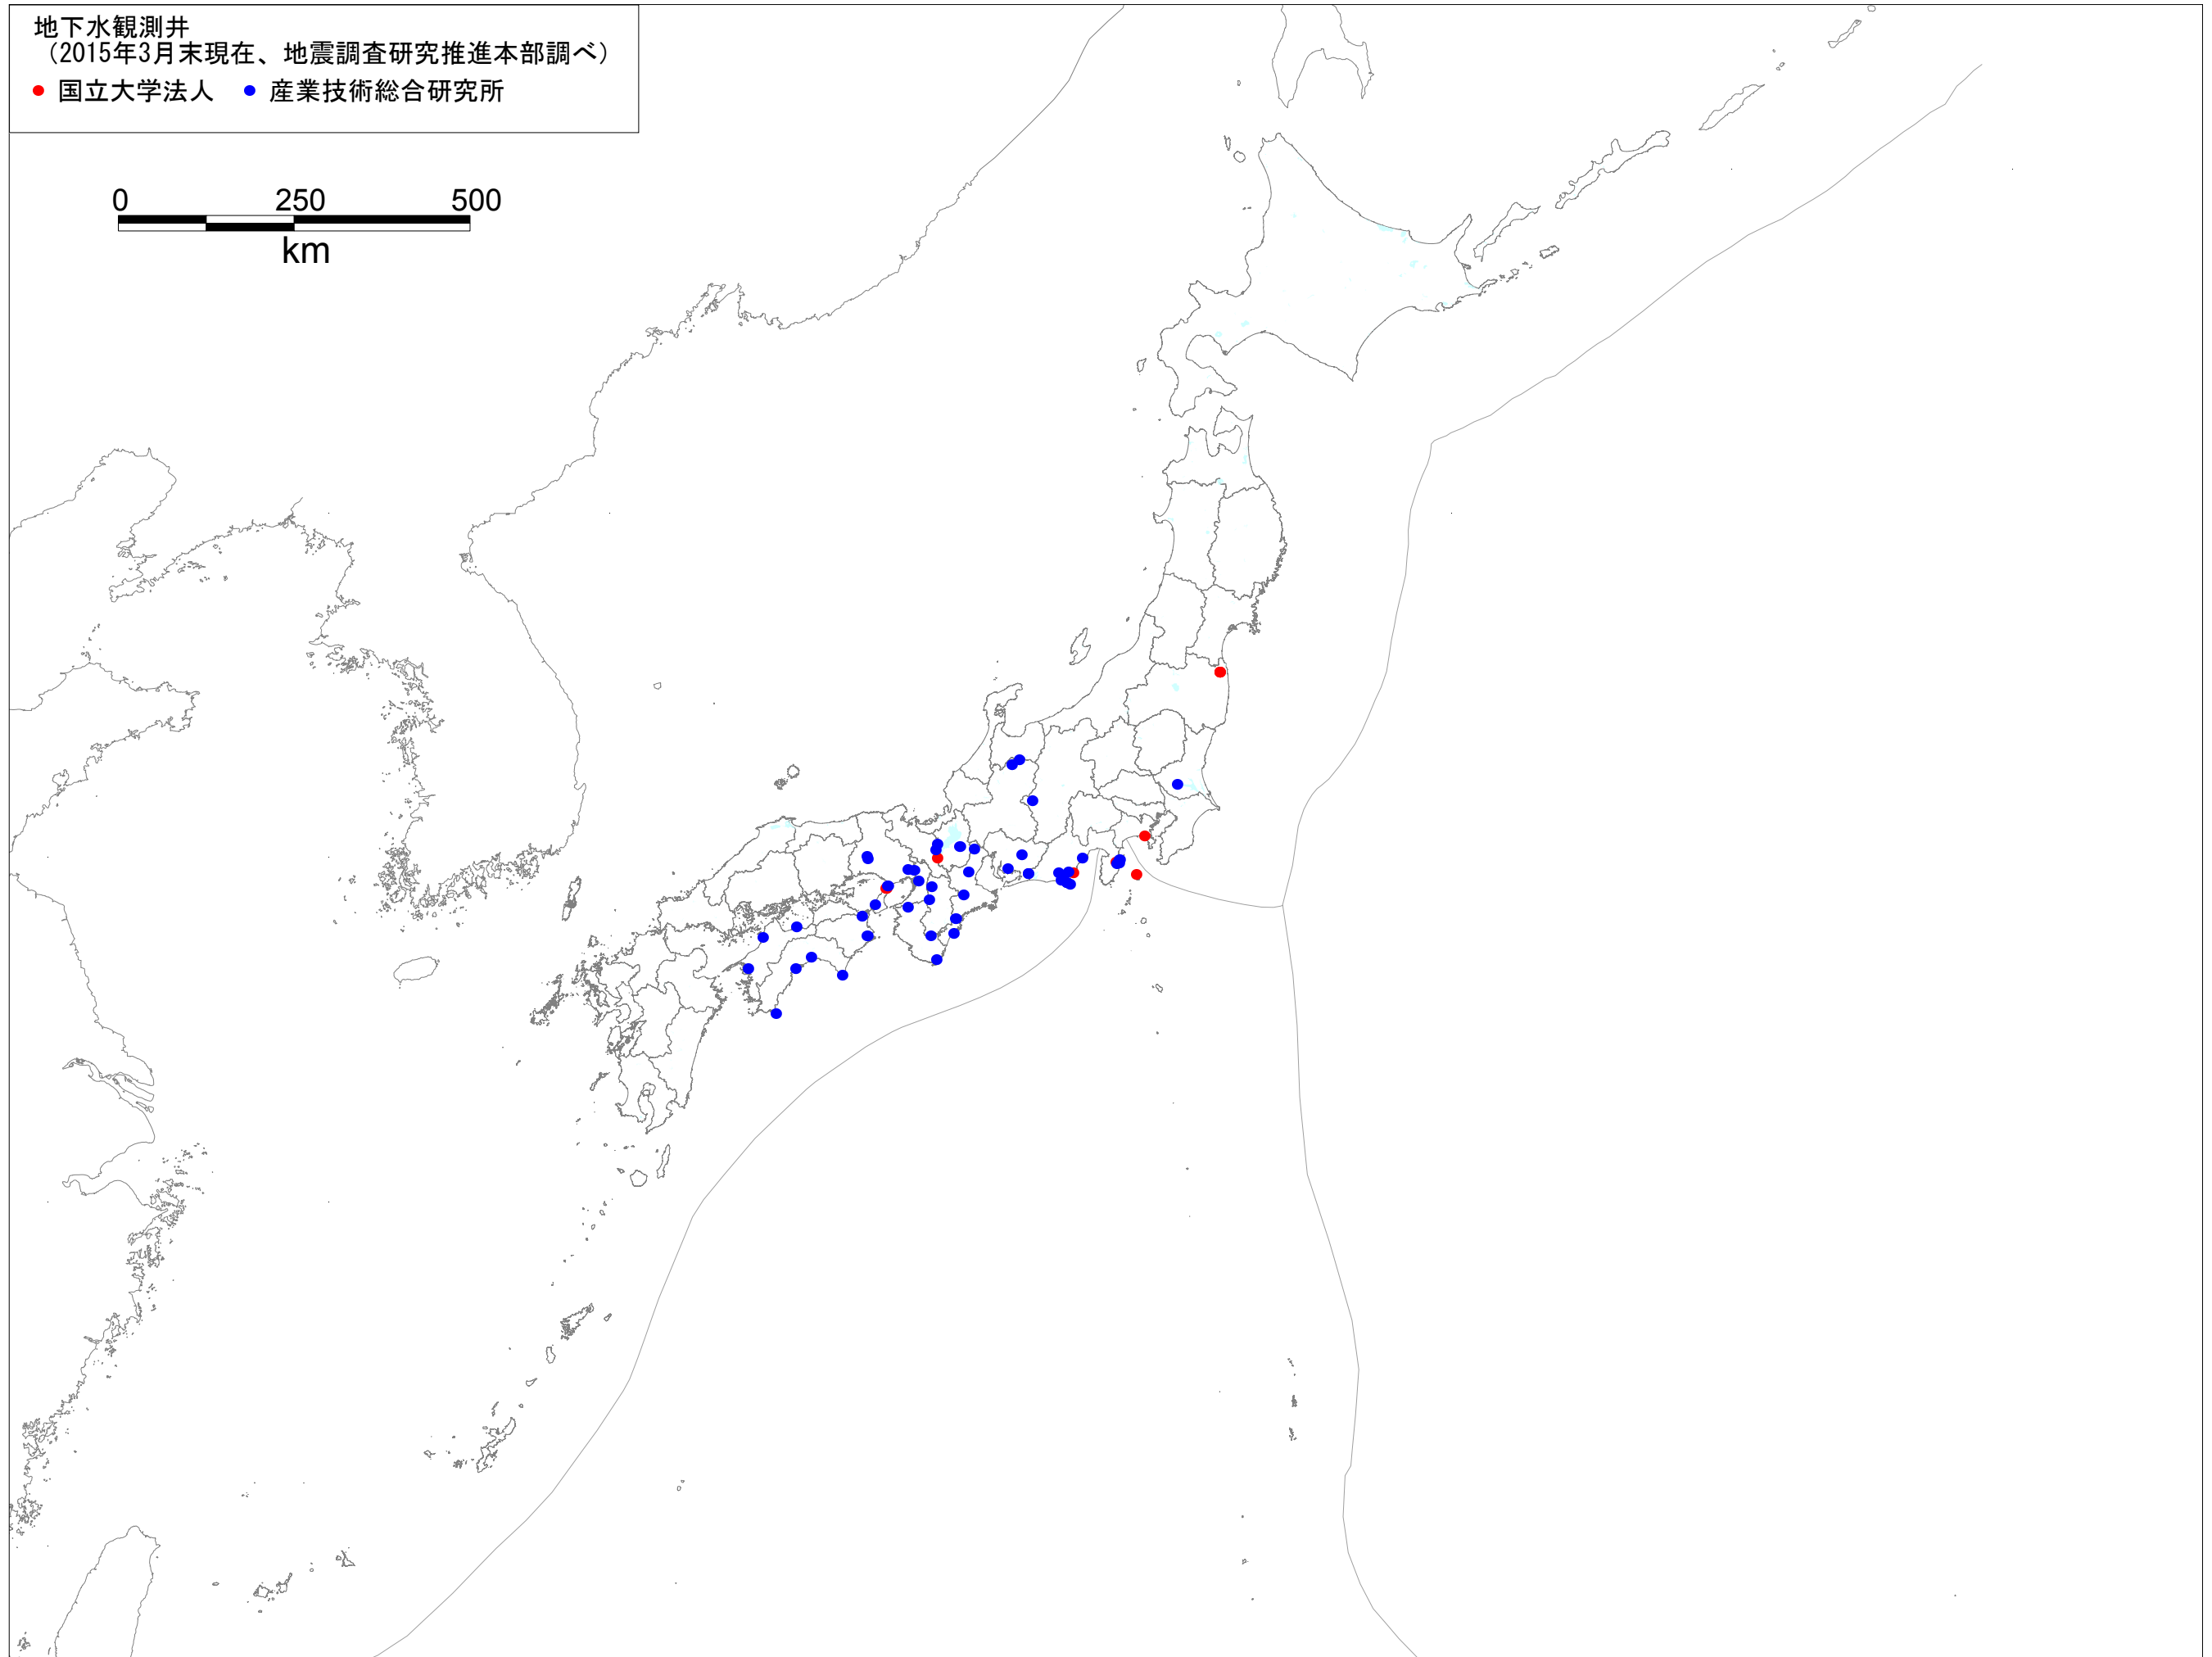 地下水観測井
（2015年3月末現在、地震調査研究推進本部調べ）
国立大学法人 産業技術総合研究所
0 250 500
km